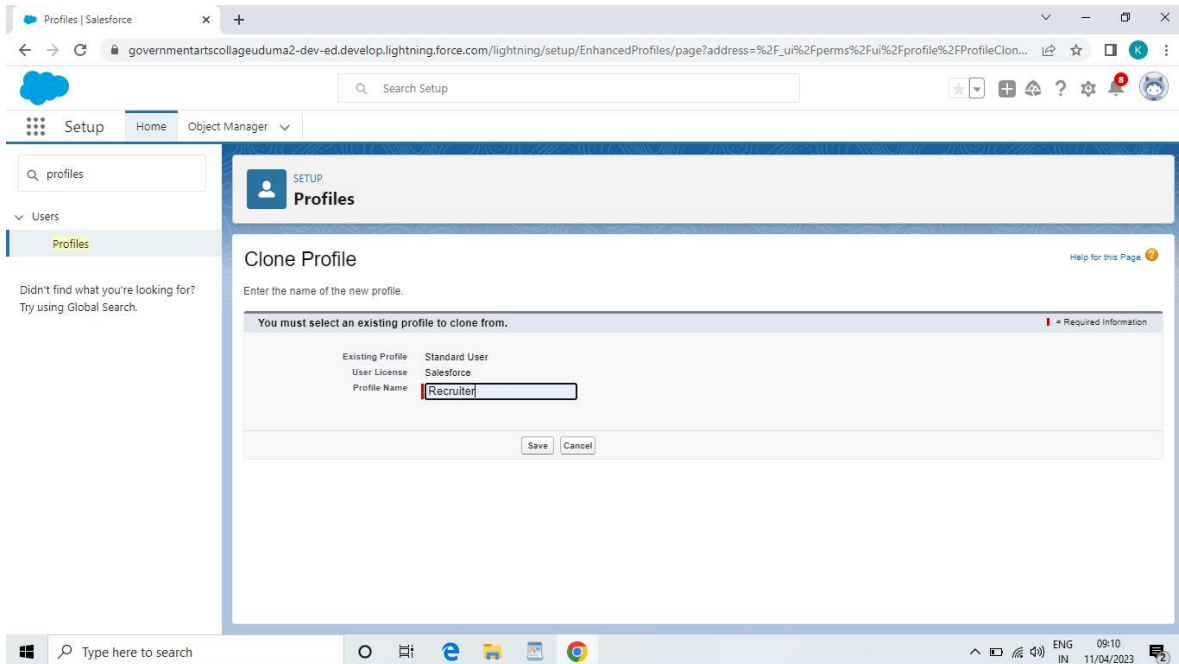 Profiles | Salesforce
governmentartscollageuduma2-dev-ed.develop.lightning.force.com/lightning/setup/EnhancedProfiles/page?address=%2F_ui%2Fperms%2Fui%2Fprofile%2FProfileClon...
K
Search Setup
8
Setup
Home
Object Manager
profiles
Users
Profiles
Didn't find what you're looking for?
Try using Global Search.
SETUP
Profiles
Clone Profile
Help for this Page
Enter the name of the new profile.
You must select an existing profile to clone from.
= Required Information
Existing Profile Standard User
User License Salesforce
Profile Name Recruiter
Save Cancel
Type here to search
ENG 09:10
IN 11/04/2023
2